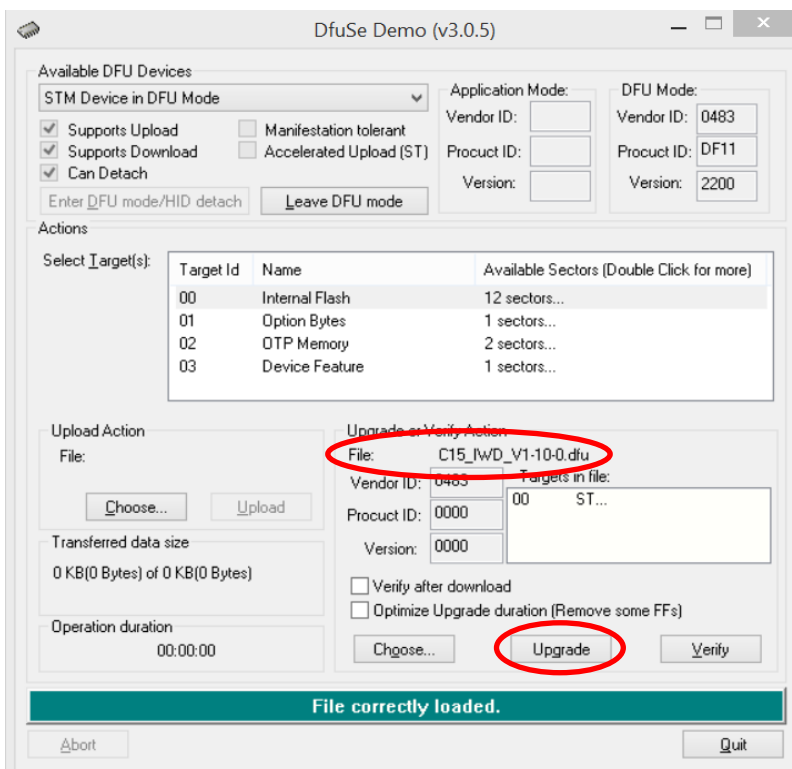 DfuSe Demo (v3.0.5)
Available DFU Devices
STM Device in DFU Mode
Supports Upload
Manifestation tolerant
Supports Download
Accelerated Upload (ST)
Can Detach
Enter DFU mode/HID detach
Leave DFU mode
Application Mode:
Vendor ID:
Procuct ID:
Version:
DFU Mode:
Vendor ID: 0483
Procuct ID: DF11
Version: 2200
Actions
Select Target(s):
Target Id Name Available Sectors (Double Click for more)
00 Internal Flash 12 sectors...
01 Option Bytes 1 sectors...
02 OTP Memory 2 sectors...
03 Device Feature 1 sectors...
Upload Action
File:
Choose... Upload
Transferred data size
0 KB(0 Bytes) of 0 KB(0 Bytes)
Operation duration
00:00:00
Upgrade or Verify Action
File: C15_IWD_V1-10-0.dfu
Vendor ID: 0483
Procuct ID: 0000
Version: 0000
Targets in file:
00 ST...
Verify after download
Optimize Upgrade duration (Remove some FFs)
Choose... Upgrade Verify
File correctly loaded.
Abort Quit